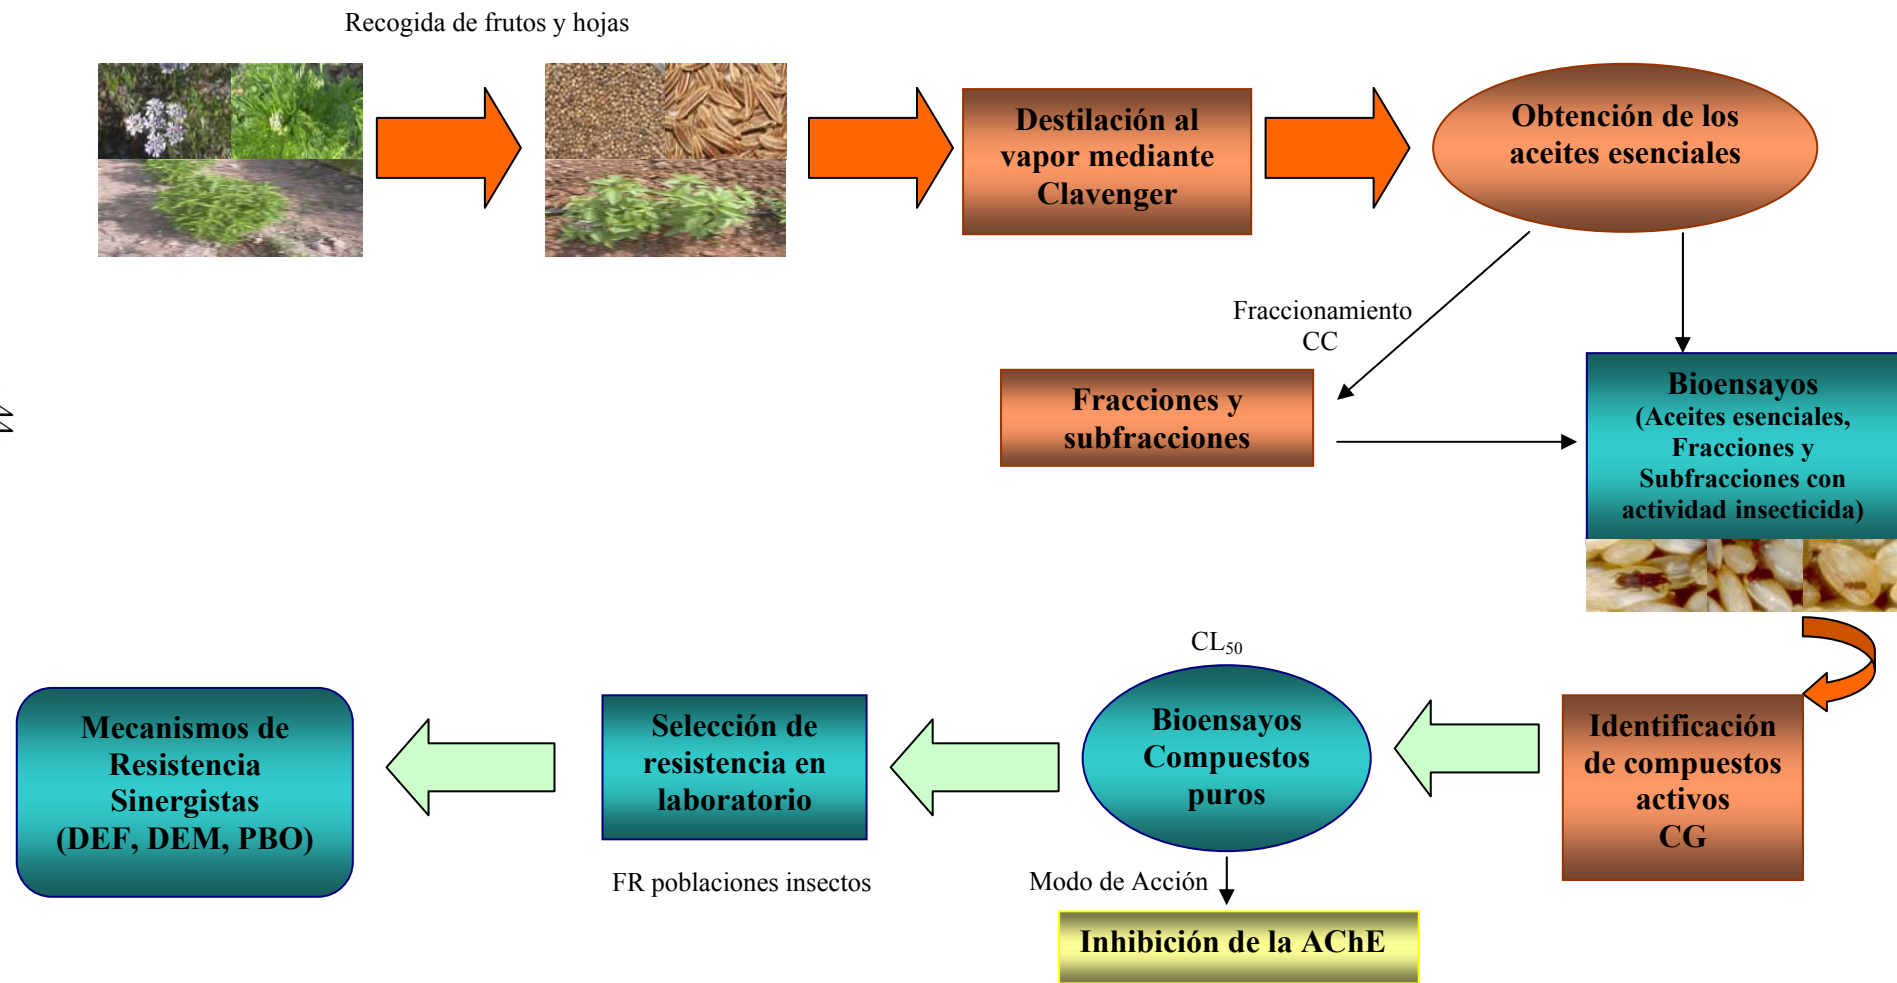 Recogida de frutos y hojas
Destilación al
vapor mediante
Clavenger
Obtención de los
aceites esenciales
Fraccionamiento
CC
Fracciones y
subfracciones
Bioensayos
(Aceites esenciales,
Fracciones y
Subfracciones con
actividad insecticida)
Identificación
de compuestos
activos
CG
CL₅₀
Bioensayos
Compuestos
puros
Modo de Acción
Inhibición de la AChE
Selección de
resistencia en
laboratorio
FR poblaciones insectos
Mecanismos de
Resistencia
Sinergistas
(DEF, DEM, PBO)